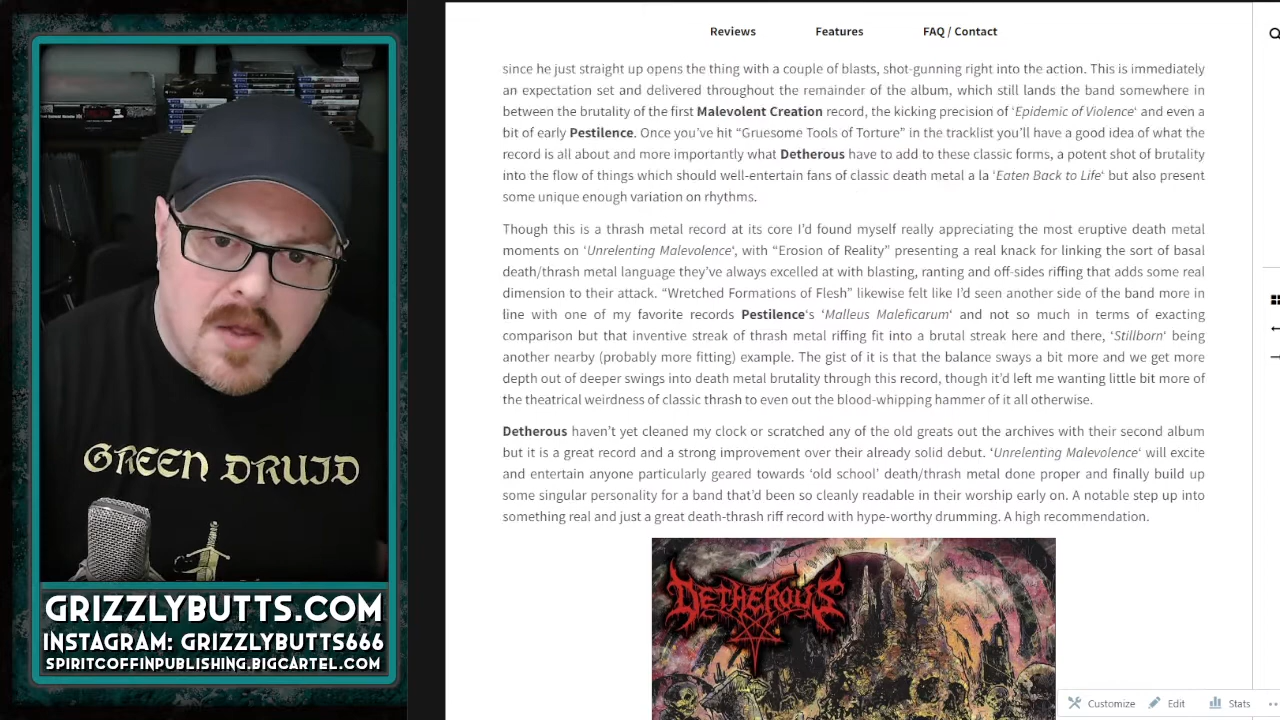 GREEN DRUID
GRIZZLYBUTTS.COM
INSTAGRAM: GRIZZLYBUTTS666
SPIRITCOFFINPUBLISHING.BIGCARTEL.COM
Reviews Features FAQ / Contact
since he just straight up opens the thing with a couple of blasts, shot-gunning right into the action. This is immediately
an expectation set and delivered throughout the remainder of the album, which still lands the band somewhere in
between the brutality of the first Malevolent Creation record, the kicking precision of ‘Epidemic of Violence‘ and even a
bit of early Pestilence. Once you’ve hit “Gruesome Tools of Torture” in the tracklist you’ll have a good idea of what the
record is all about and more importantly what Detherous have to add to these classic forms, a potent shot of brutality
into the flow of things which should well-entertain fans of classic death metal a la ‘Eaten Back to Life‘ but also present
some unique enough variation on rhythms.
Though this is a thrash metal record at its core I’d found myself really appreciating the most eruptive death metal
moments on ‘Unrelenting Malevolence‘, with “Erosion of Reality” presenting a real knack for linking the sort of basal
death/thrash metal language they’ve always excelled at with blasting, ranting and off-sides riffing that adds some real
dimension to their attack. “Wretched Formations of Flesh” likewise felt like I’d seen another side of the band more in
line with one of my favorite records Pestilence‘s ‘Malleus Maleficarum‘ and not so much in terms of exacting
comparison but that inventive streak of thrash metal riffing fit into a brutal streak here and there, ‘Stillborn‘ being
another nearby (probably more fitting) example. The gist of it is that the balance sways a bit more and we get more
depth out of deeper swings into death metal brutality through this record, though it’d left me wanting little bit more of
the theatrical weirdness of classic thrash to even out the blood-whipping hammer of it all otherwise.
Detherous haven’t yet cleaned my clock or scratched any of the old greats out the archives with their second album
but it is a great record and a strong improvement over their already solid debut. ‘Unrelenting Malevolence‘ will excite
and entertain anyone particularly geared towards ‘old school’ death/thrash metal done proper and finally build up
some singular personality for a band that’d been so cleanly readable in their worship early on. A notable step up into
something real and just a great death-thrash riff record with hype-worthy drumming. A high recommendation.
DETHEROUS
Customize Edit Stats